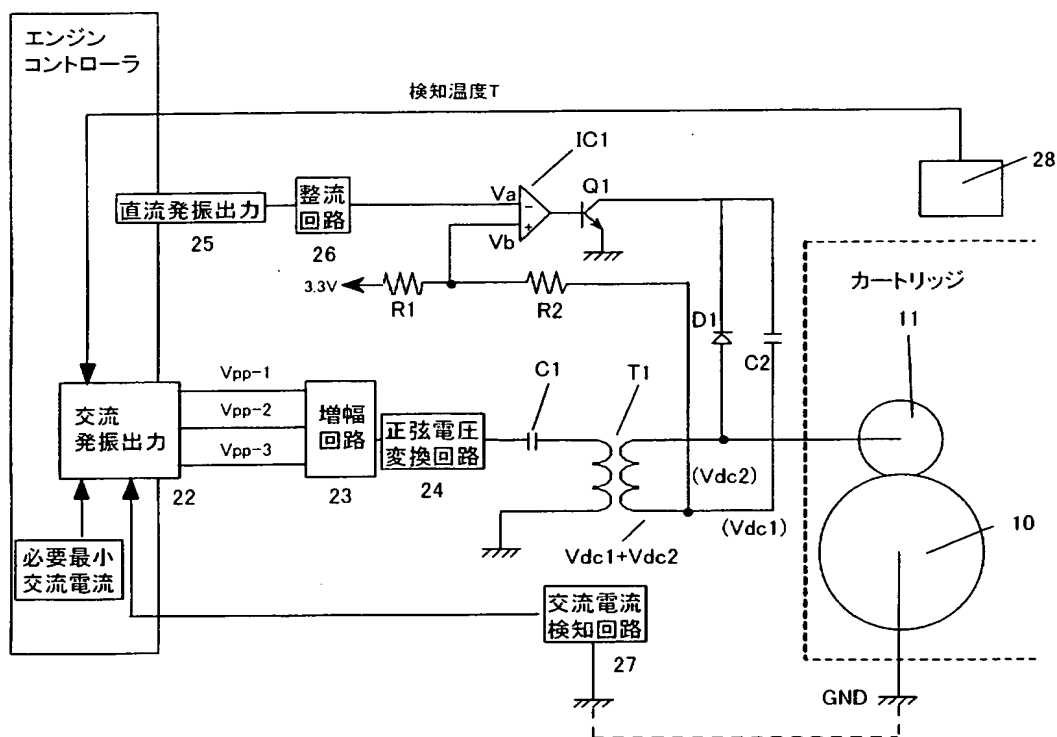 エンジン
コントローラ
検知温度T
IC1
28
直流発振出力
25
整流
回路
26
Va
Vb
-
+
Q1
3.3V
R1
R2
D1
C2
カートリッジ
11
交流
発振出力
22
Vpp-1
Vpp-2
Vpp-3
増幅
回路
23
正弦電圧
変換回路
24
C1
T1
(Vdc2)
(Vdc1)
Vdc1+Vdc2
10
必要最小
交流電流
交流電流
検知回路
27
GND